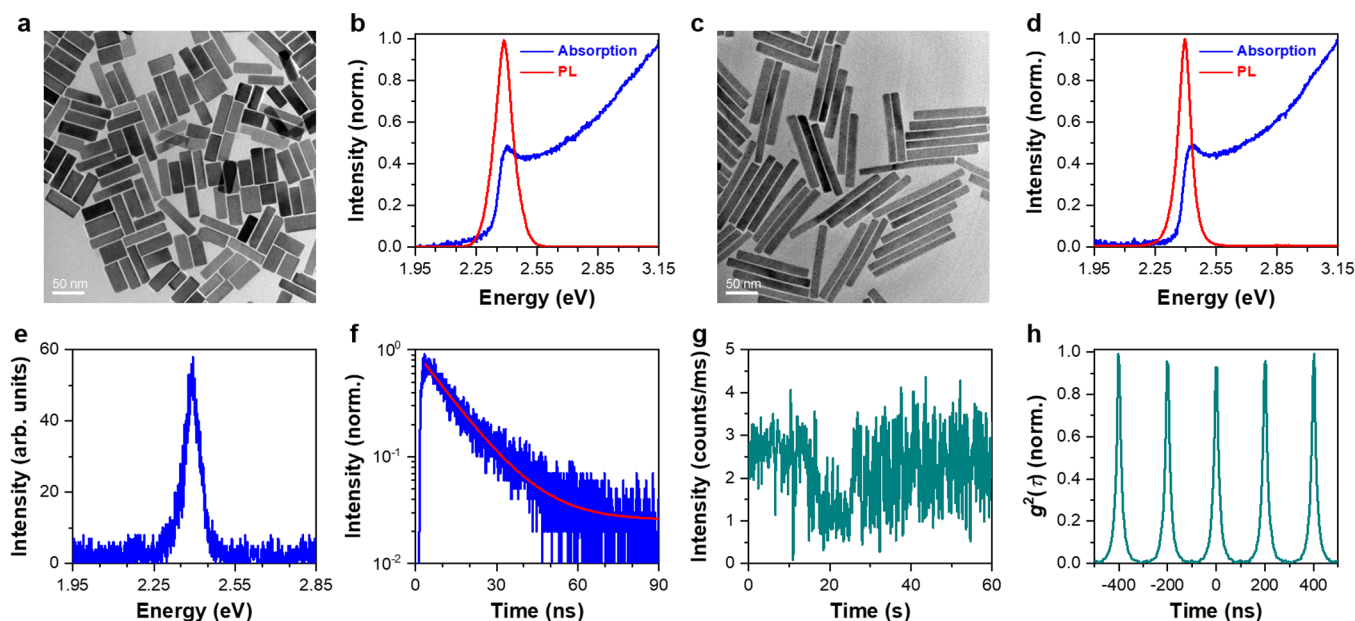 a
50 nm
b
Intensity (norm.)
1.0
0.8
0.6
0.4
0.2
0.0
Absorption
PL
1.95 2.25 2.55 2.85 3.15
Energy (eV)
c
50 nm
d
Intensity (norm.)
1.0
0.8
0.6
0.4
0.2
0.0
Absorption
PL
1.95 2.25 2.55 2.85 3.15
Energy (eV)
e
Intensity (arb. units)
60
40
20
0
1.95 2.25 2.55 2.85
Energy (eV)
f
Intensity (norm.)
10⁰
10⁻¹
10⁻²
0 30 60 90
Time (ns)
g
Intensity (counts/ms)
5
4
3
2
1
0
0 20 40 60
Time (s)
h
g²(τ) (norm.)
1.0
0.8
0.6
0.4
0.2
0.0
-400 -200 0 200 400
Time (ns)